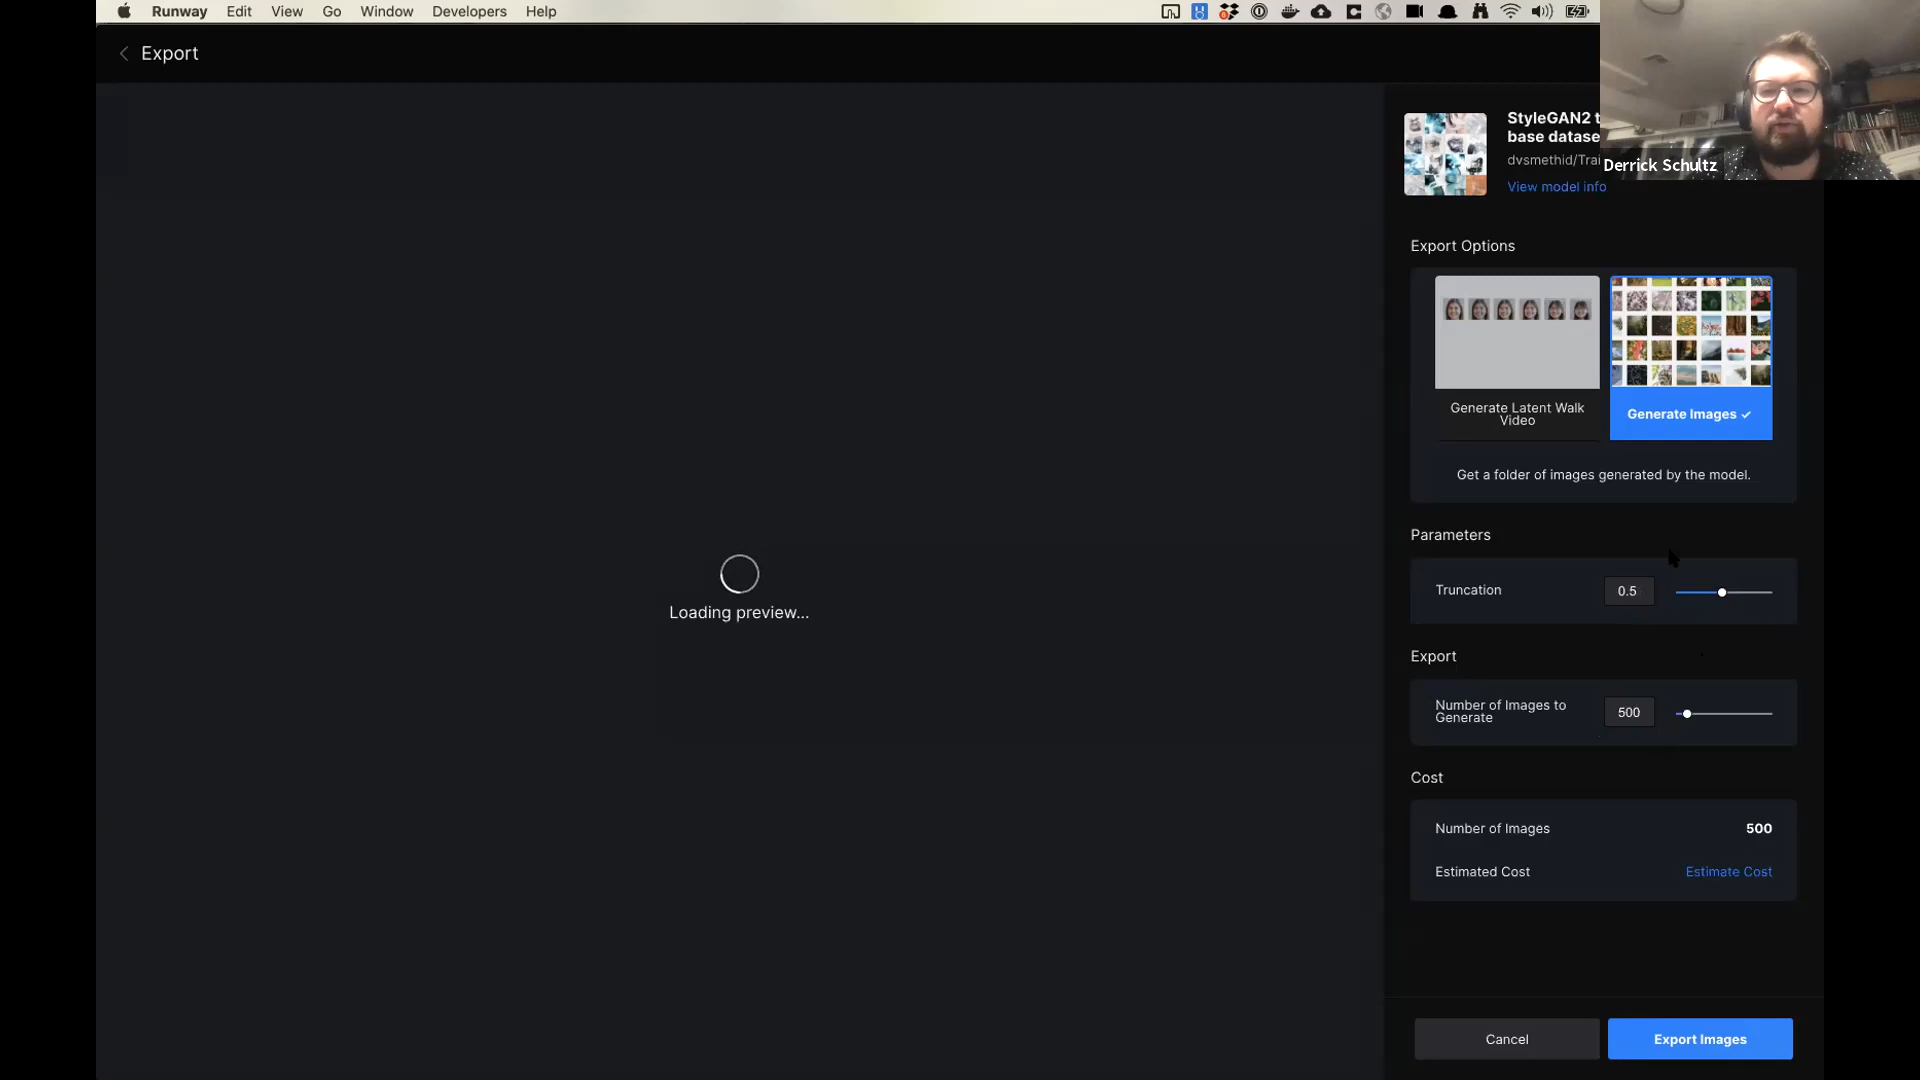 Runway Edit View Go Window Developers Help
Export
StyleGAN2 t
base datase
dvsmethid/Trai
View model info
Derrick Schultz
Export Options
Generate Latent Walk
Video
Generate Images ✓
Get a folder of images generated by the model.
Parameters
Truncation 0.5
Export
Number of Images to
Generate
500
Cost
Number of Images 500
Estimated Cost Estimate Cost
Loading preview...
Cancel Export Images